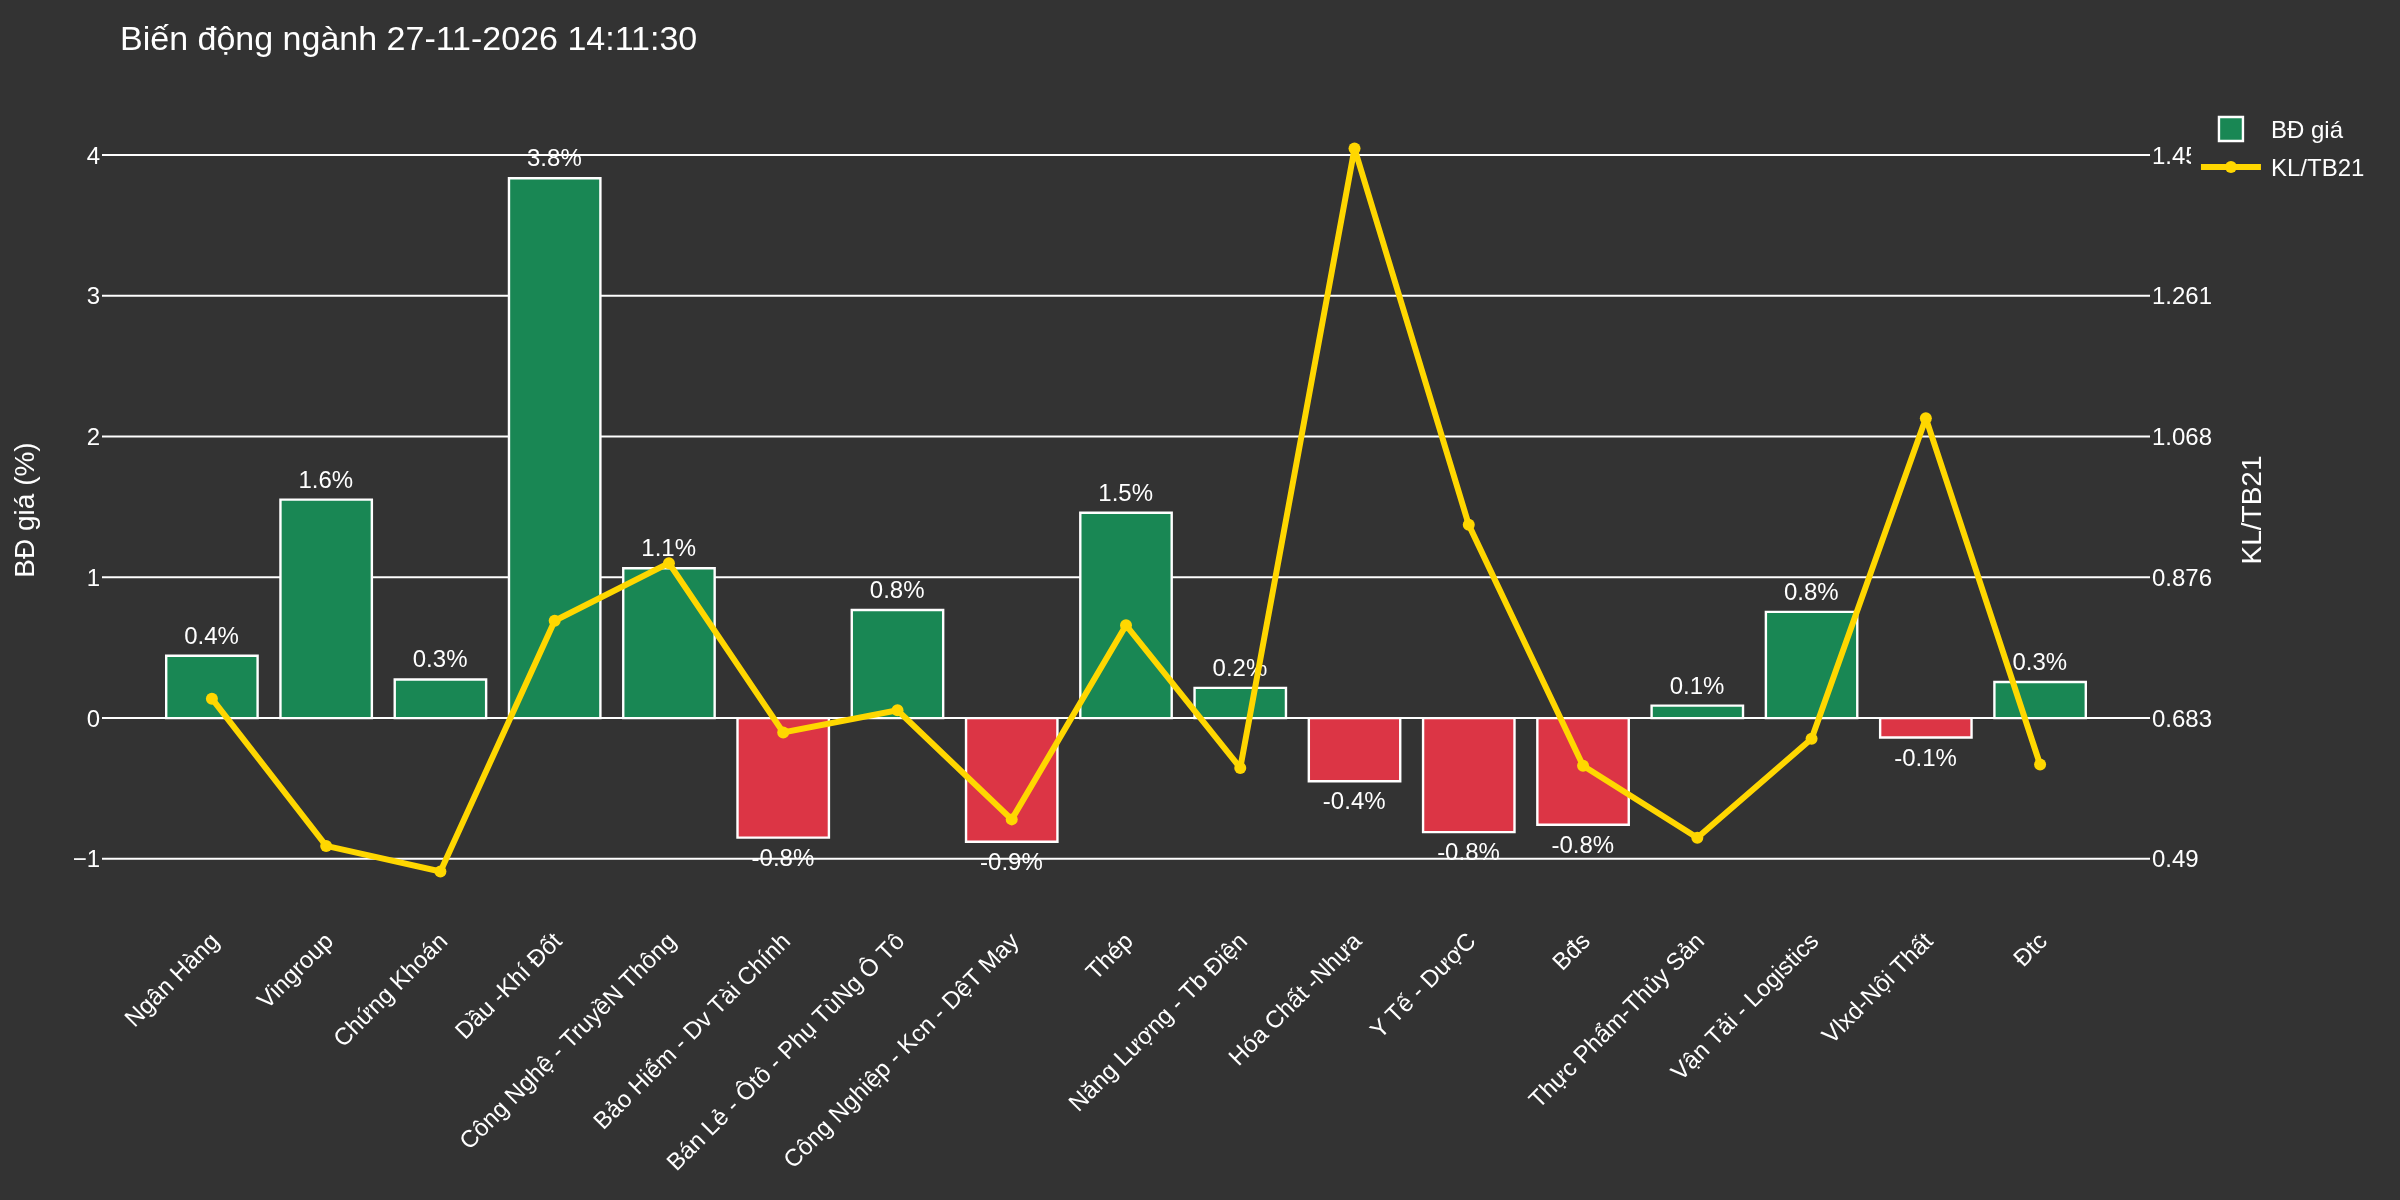 Biến động ngành 27-11-2026 14:11:30
BĐ giá
KL/TB21
BĐ giá (%)
4
3
2
1
0
−1
0.4%
1.6%
0.3%
3.8%
1.1%
-0.8%
0.8%
-0.9%
1.5%
0.2%
-0.4%
-0.8%
-0.8%
0.1%
0.8%
-0.1%
0.3%
1.261
1.068
0.876
0.683
0.49
KL/TB21
Ngân Hàng
Vingroup
Chứng Khoán
Dầu -Khí Đốt
Công Nghệ - TruyềN Thông
Bảo Hiểm - Dv Tài Chính
Bán Lẻ - Ôtô - Phụ TùNg Ô Tô
Công Nghiệp - Kcn - DệT May
Thép
Năng Lượng - Tb Điện
Hóa Chất -Nhựa
Y Tế - DượC
Bđs
Thực Phẩm-Thủy Sản
Vận Tải - Logistics
Vlxd-Nội Thất
Đtc